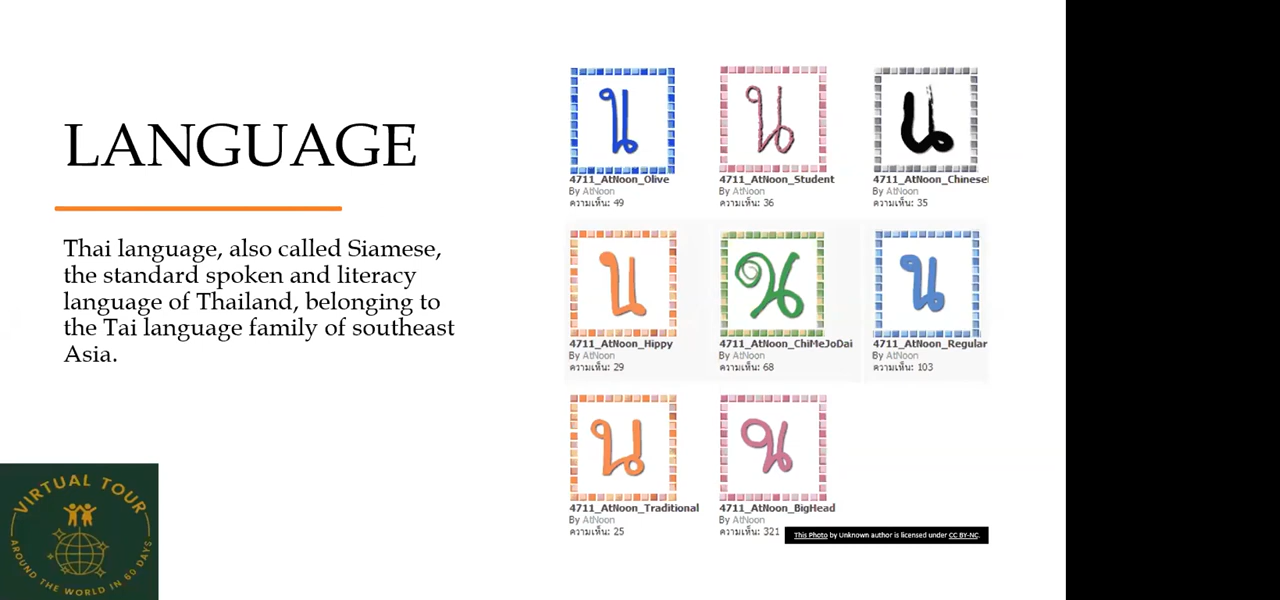 LANGUAGE
Thai language, also called Siamese,
the standard spoken and literacy
language of Thailand, belonging to
the Tai language family of southeast
Asia.
น
4711_AtNoon_Olive
By AtNoon
ความเห็น: 49
น
4711_AtNoon_Student
By AtNoon
ความเห็น: 36
น
4711_AtNoon_Chinese
By AtNoon
ความเห็น: 35
น
4711_AtNoon_Hippy
By AtNoon
ความเห็น: 29
น
4711_AtNoon_ChiMeJoDai
By AtNoon
ความเห็น: 68
น
4711_AtNoon_Regular
By AtNoon
ความเห็น: 103
น
4711_AtNoon_Traditional
By AtNoon
ความเห็น: 25
น
4711_AtNoon_BigHead
By AtNoon
ความเห็น: 321
This Photo by Unknown author is licensed under CC BY-NC.
VIRTUAL TOUR
AROUND THE WORLD IN 60 DAYS